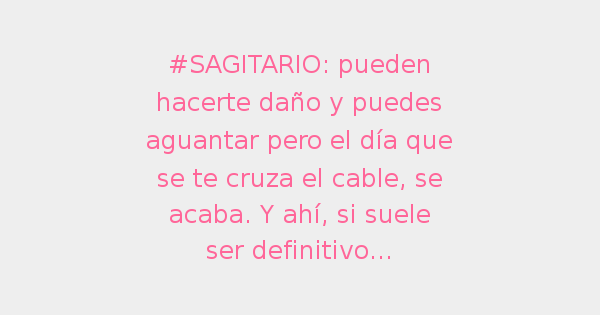 #SAGITARIO: pueden
hacerte daño y puedes
aguantar pero el día que
se te cruza el cable, se
acaba. Y ahí, si suele
ser definitivo...